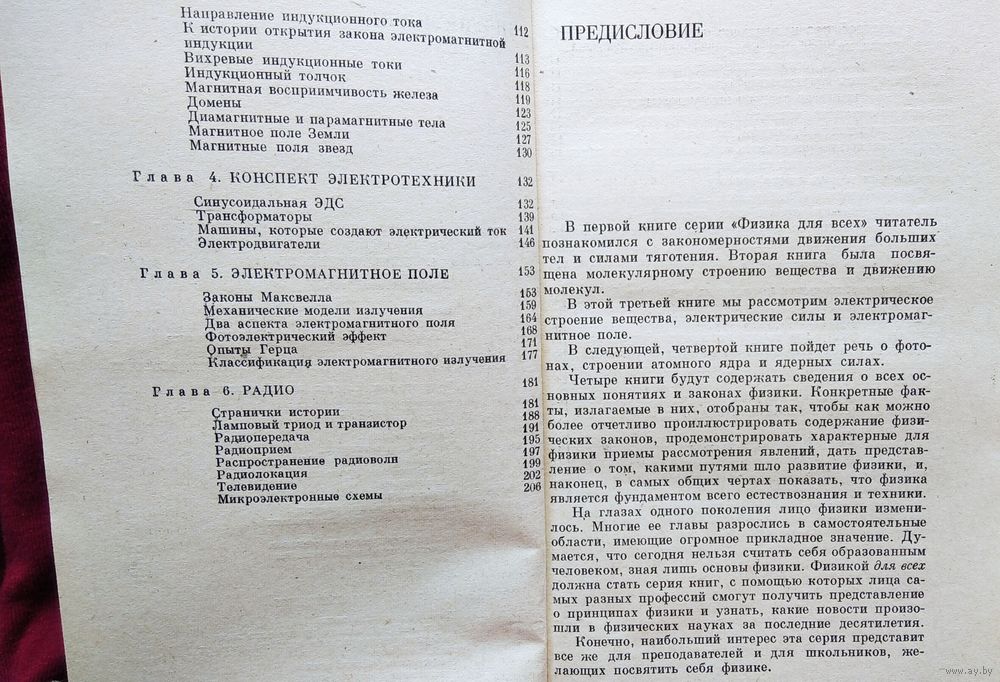 Направление индукционного тока 112
К истории открытия закона электромагнитной
индукции 113
Вихревые индукционные токи 116
Индукционный толчок 118
Магнитная восприимчивость железа 119
Домены 123
Диамагнитные и парамагнитные тела 125
Магнитное поле Земли 127
Магнитные поля звезд 130
Глава 4. КОНСПЕКТ ЭЛЕКТРОТЕХНИКИ 132
Синусоидальная ЭДС 132
Трансформаторы 139
Машины, которые создают электрический ток 141
Электродвигатели 146
Глава 5. ЭЛЕКТРОМАГНИТНОЕ ПОЛЕ 153
Законы Максвелла 153
Механические модели излучения 159
Два аспекта электромагнитного поля 164
Фотоэлектрический эффект 168
Опыты Герца 171
Классификация электромагнитного излучения 177
Глава 6. РАДИО 181
Странички истории 181
Ламповый триод и транзистор 188
Радиопередача 191
Радиоприем 195
Распространение радиоволн 197
Радиолокация 199
Телевидение 202
Микроэлектронные схемы 206
ПРЕДИСЛОВИЕ
В первой книге серии «Физика для всех» читатель
познакомился с закономерностями движения больших
тел и силами тяготения. Вторая книга была посвя-
щена молекулярному строению вещества и движению
молекул.
В этой третьей книге мы рассмотрим электрическое
строение вещества, электрические силы и электромаг-
нитное поле.
В следующей, четвертой книге пойдет речь о фото-
нах, строении атомного ядра и ядерных силах.
Четыре книги будут содержать сведения о всех ос-
новных понятиях и законах физики. Конкретные фак-
ты, излагаемые в них, отобраны так, чтобы как можно
более отчетливо проиллюстрировать содержание физи-
ческих законов, продемонстрировать характерные для
физики приемы рассмотрения явлений, дать представ-
ление о том, какими путями шло развитие физики, и,
наконец, в самых общих чертах показать, что физика
является фундаментом всего естествознания и техники.
На глазах одного поколения лицо физики измени-
лось. Многие ее главы разрослись в самостоятельные
области, имеющие огромное прикладное значение. Ду-
мается, что сегодня нельзя считать себя образованным
человеком, зная лишь основы физики. Физикой для всех
должна стать серия книг, с помощью которых лица са-
мых разных профессий смогут получить представление
о принципах физики и узнать, какие новости произо-
шли в физических науках за последние десятилетия.
Конечно, наибольший интерес эта серия представит
все же для преподавателей и для школьников, же-
лающих посвятить себя физике.
www.ay.by